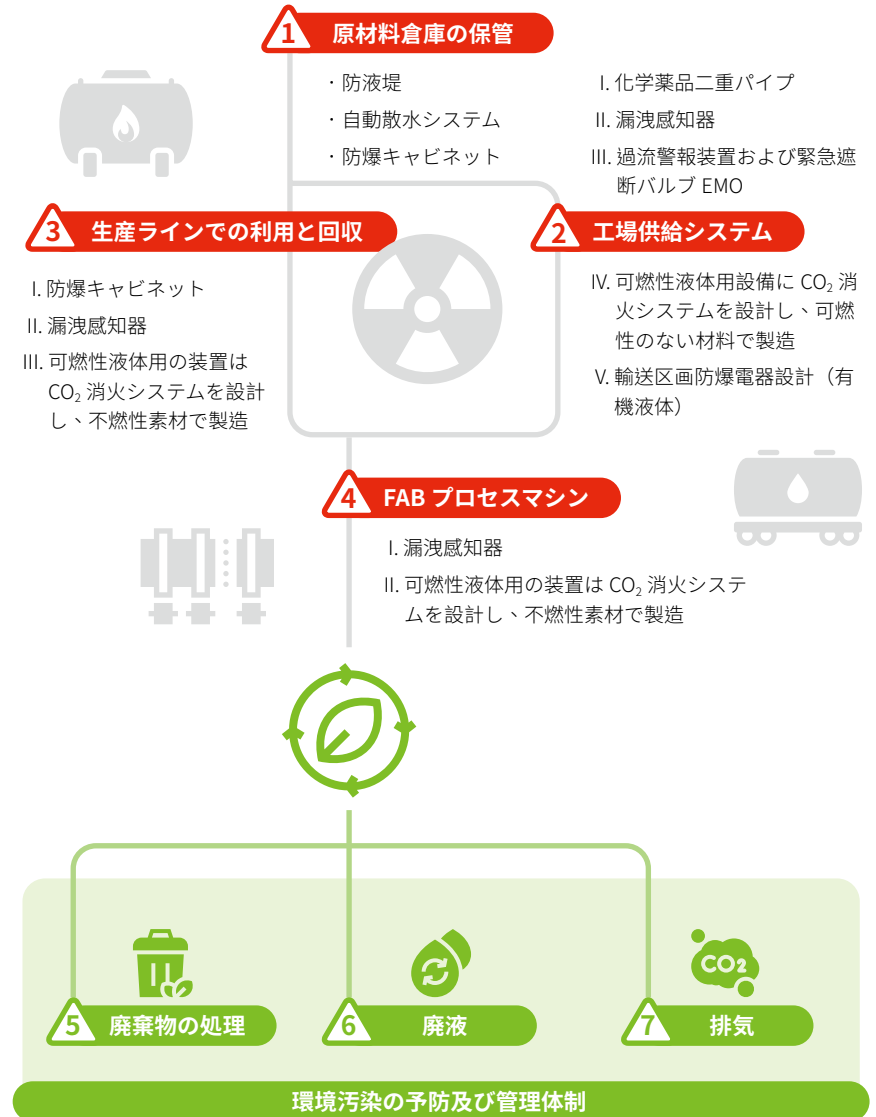 1 原材料倉庫の保管
・防液堤
・自動散水システム
・防爆キャビネット
I. 化学薬品二重パイプ
II. 漏洩感知器
III. 過流警報装置および緊急遮
断バルブ EMO
2 工場供給システム
IV. 可燃性液体用設備に CO₂ 消
火システムを設計し、可燃
性のない材料で製造
V. 輸送区画防爆電器設計（有
機液体）
3 生産ラインでの利用と回収
I. 防爆キャビネット
II. 漏洩感知器
III. 可燃性液体用の装置は
CO₂ 消火システムを設計
し、不燃性素材で製造
4 FAB プロセスマシン
I. 漏洩感知器
II. 可燃性液体用の装置は CO₂ 消火システ
ムを設計し、不燃性素材で製造
5 廃棄物の処理
6 廃液
CO2
7 排気
環境汚染の予防及び管理体制